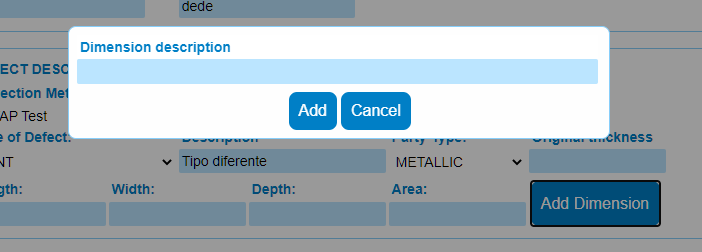 dede
Dimension description
ECT DESC
ection Met
Add Cancel
AP Test
e of Defect: Description Party Type: Original thickness
NT Tipo diferente METALLIC
gth: Width: Depth: Area: Add Dimension